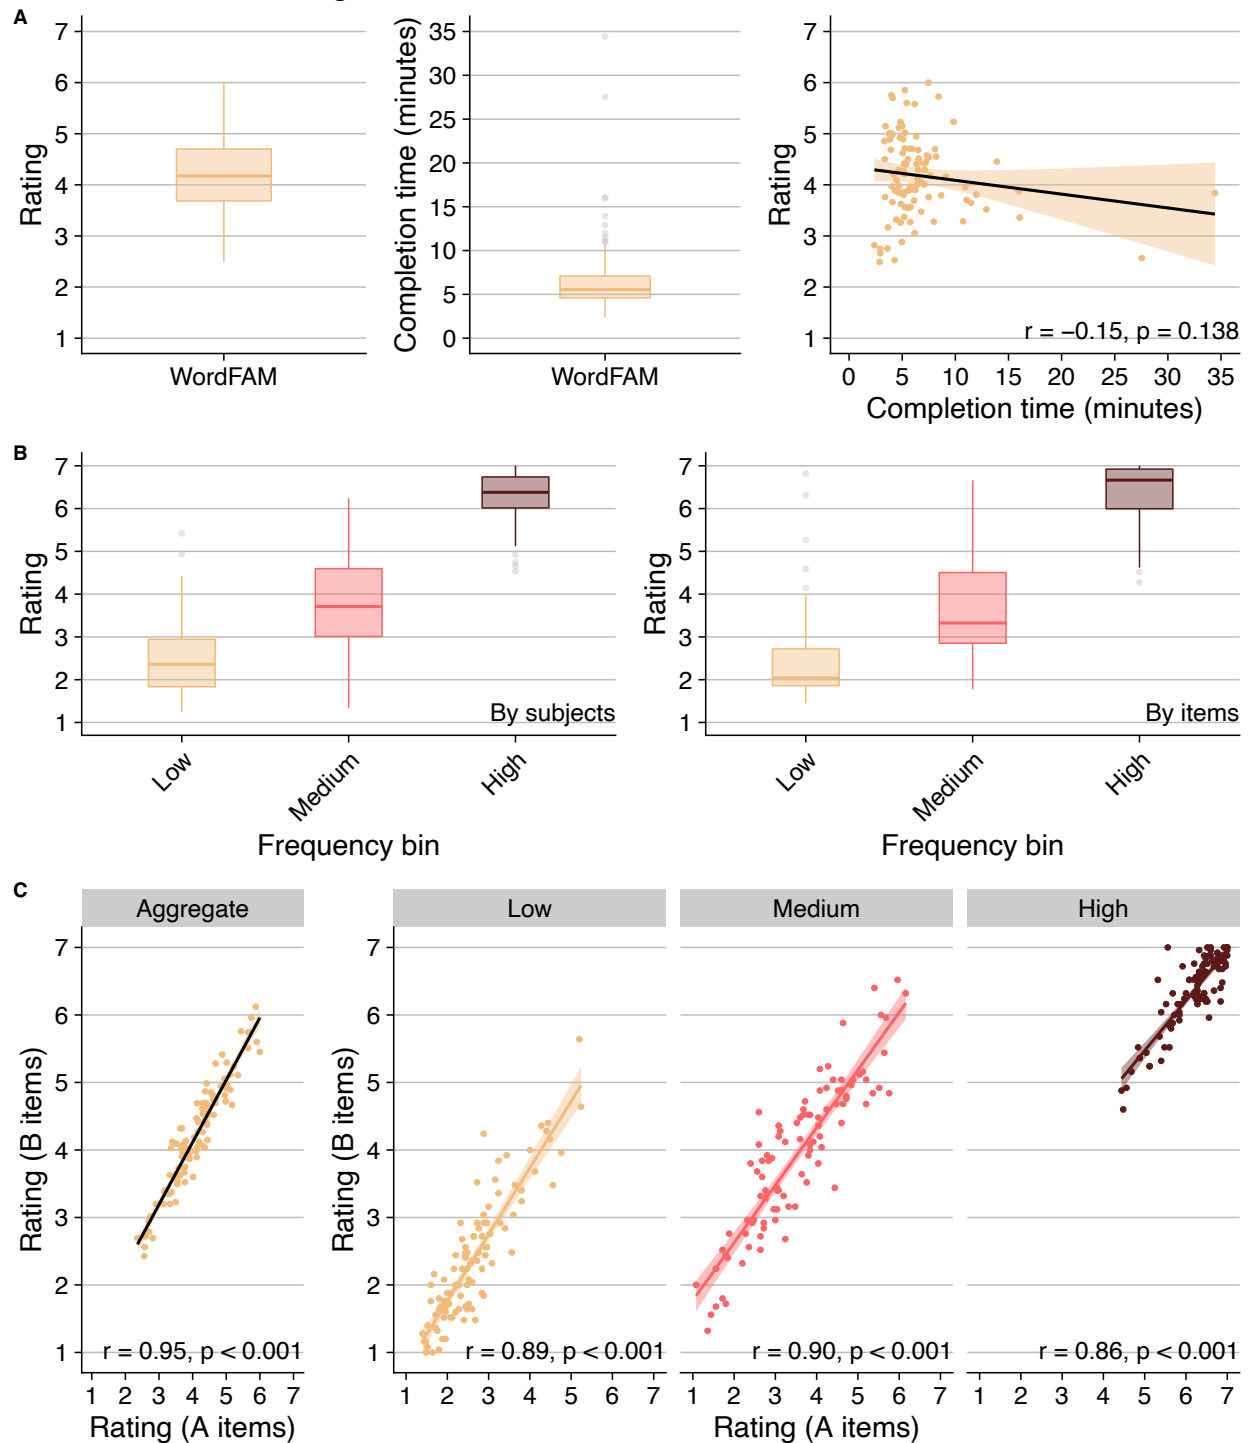 A
7
6
5
4
3
2
1
Rating
WordFAM
35
30
25
20
15
10
5
0
Completion time (minutes)
WordFAM
7
6
5
4
3
2
1
Rating
r = −0.15, p = 0.138
0 5 10 15 20 25 30 35
Completion time (minutes)
B
7
6
5
4
3
2
1
Rating
By subjects
Low Medium High
Frequency bin
7
6
5
4
3
2
1
Rating
By items
Low Medium High
Frequency bin
C
Aggregate
7
6
5
4
3
2
1
Rating (B items)
r = 0.95, p < 0.001
1 2 3 4 5 6 7
Rating (A items)
Low Medium High
7
6
5
4
3
2
1
Rating (B items)
r = 0.89, p < 0.001
r = 0.90, p < 0.001
r = 0.86, p < 0.001
1 2 3 4 5 6 7
1 2 3 4 5 6 7
1 2 3 4 5 6 7
Rating (A items)